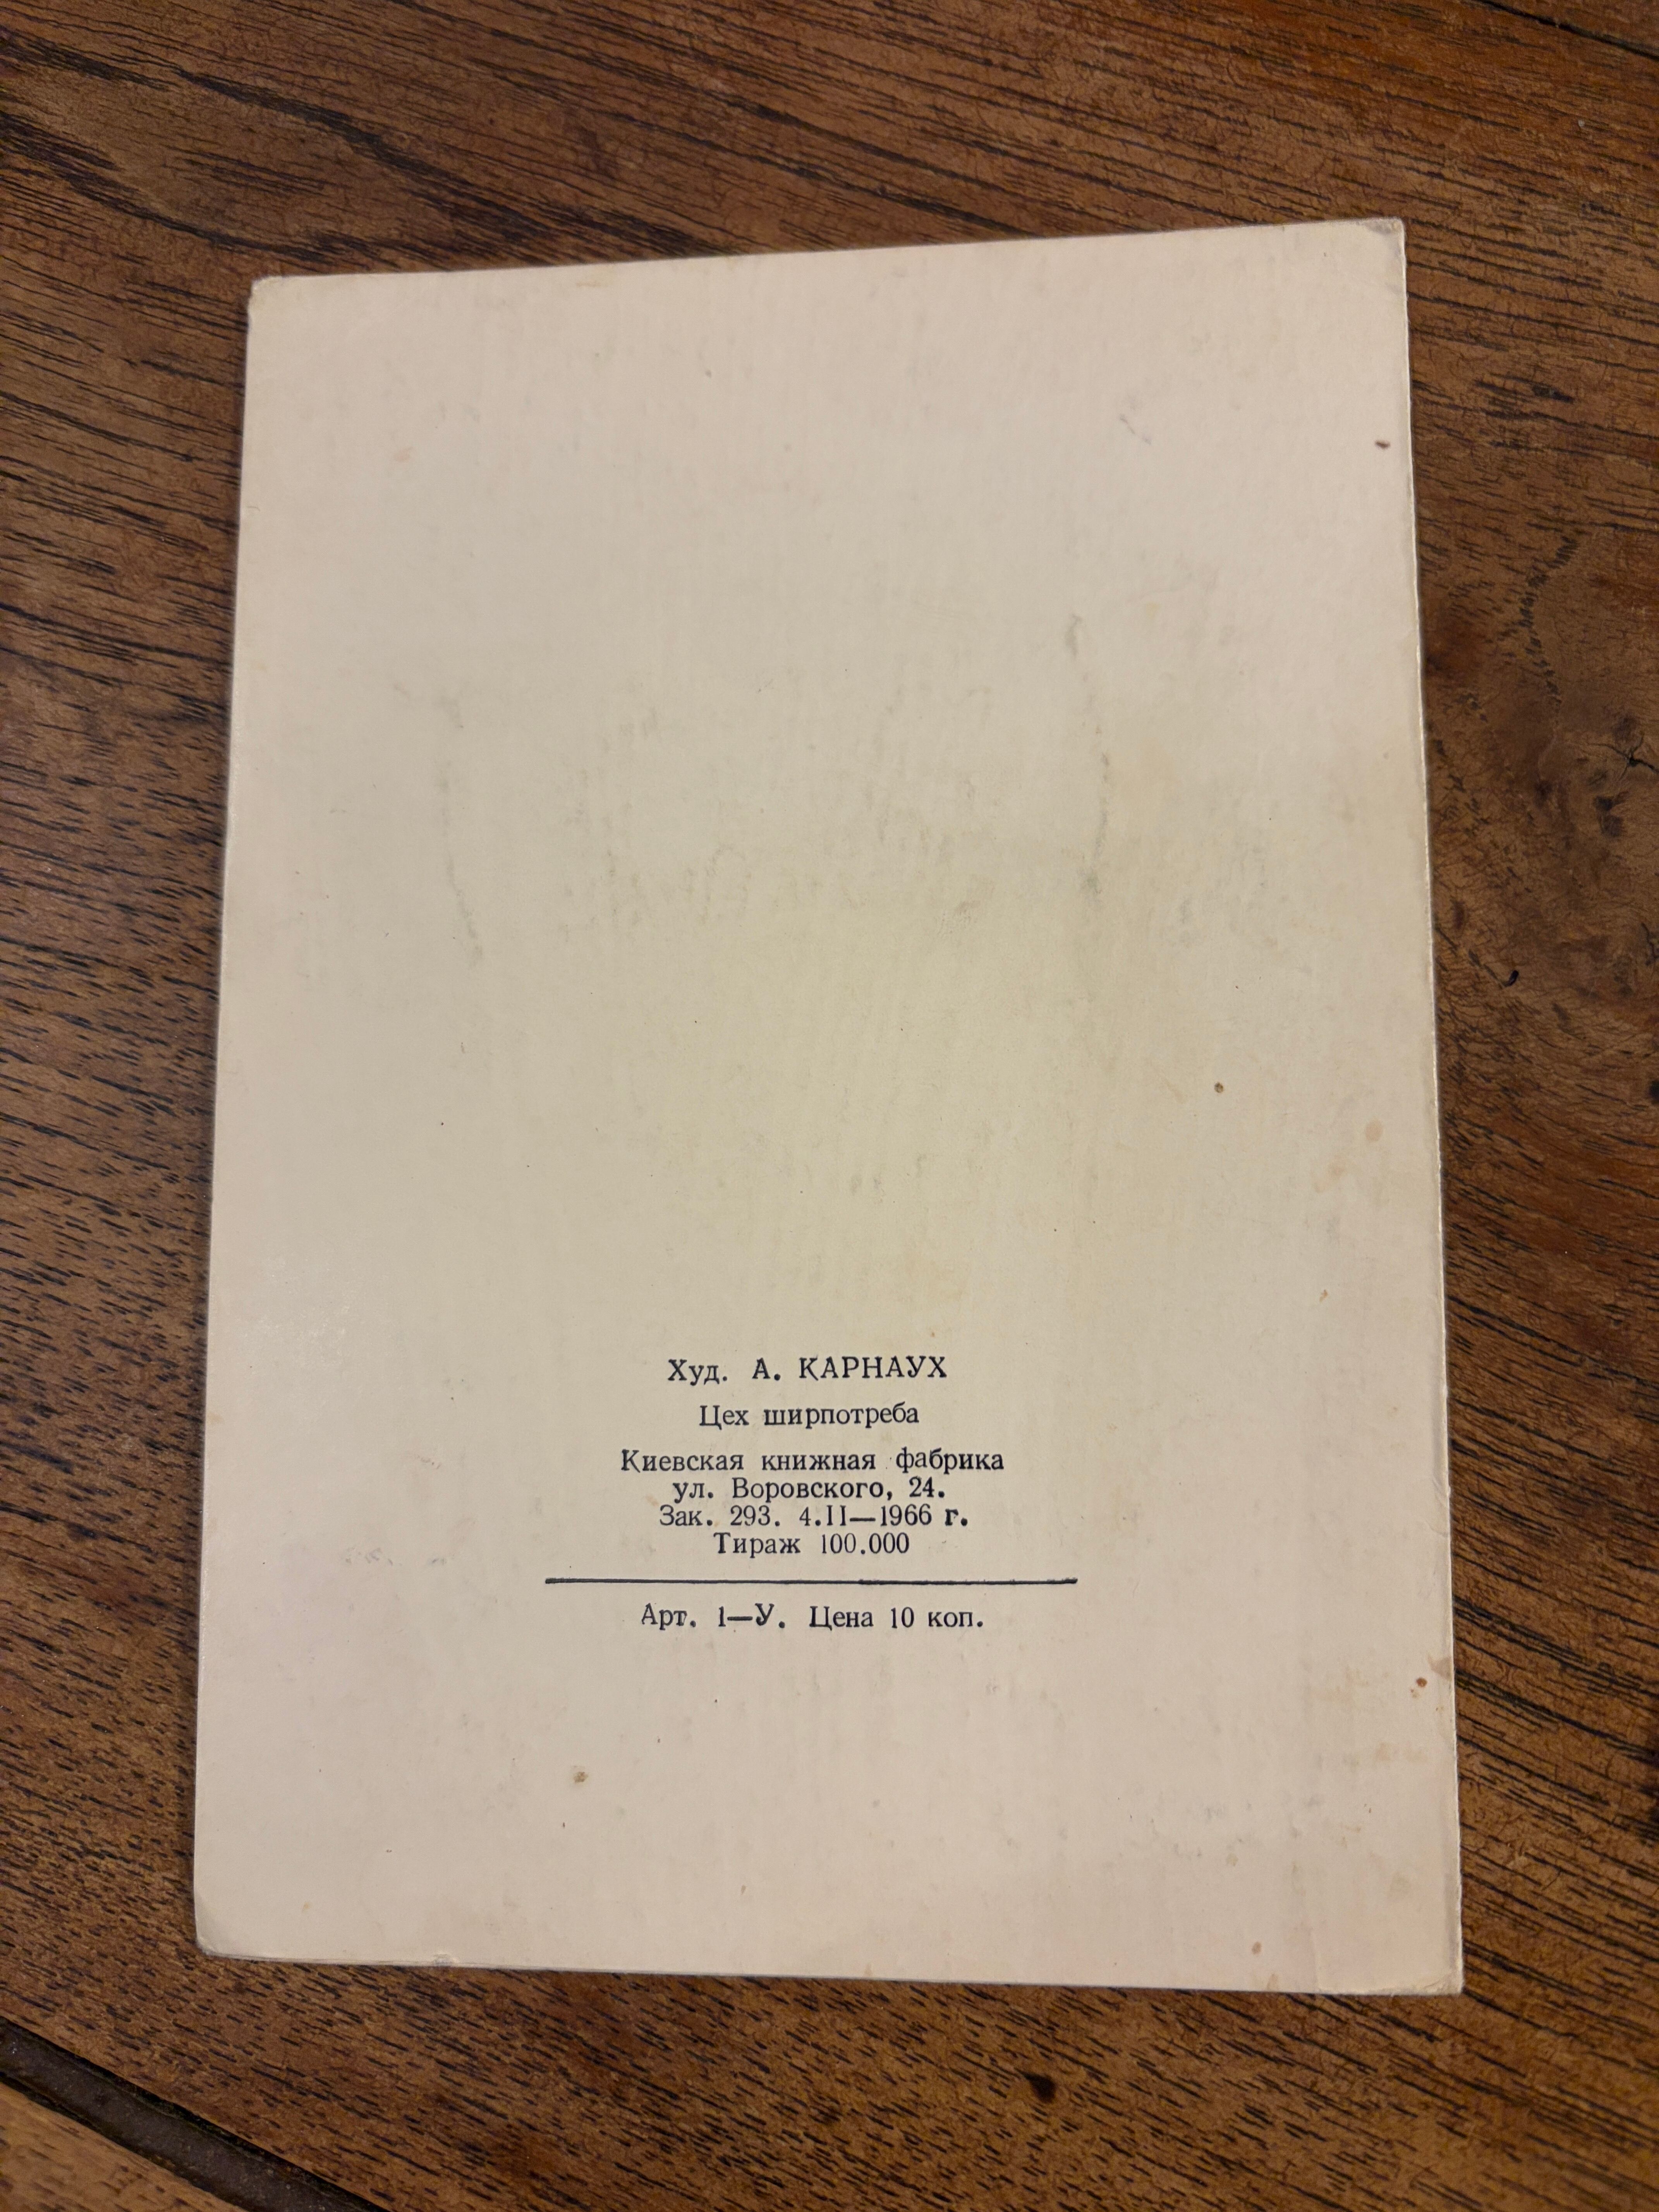 Худ. А. КАРНАУХ
Цех ширпотреба
Киевская книжная фабрика
ул. Воровского, 24.
Зак. 293. 4.II—1966 г.
Тираж 100.000
Арт. 1—У. Цена 10 коп.